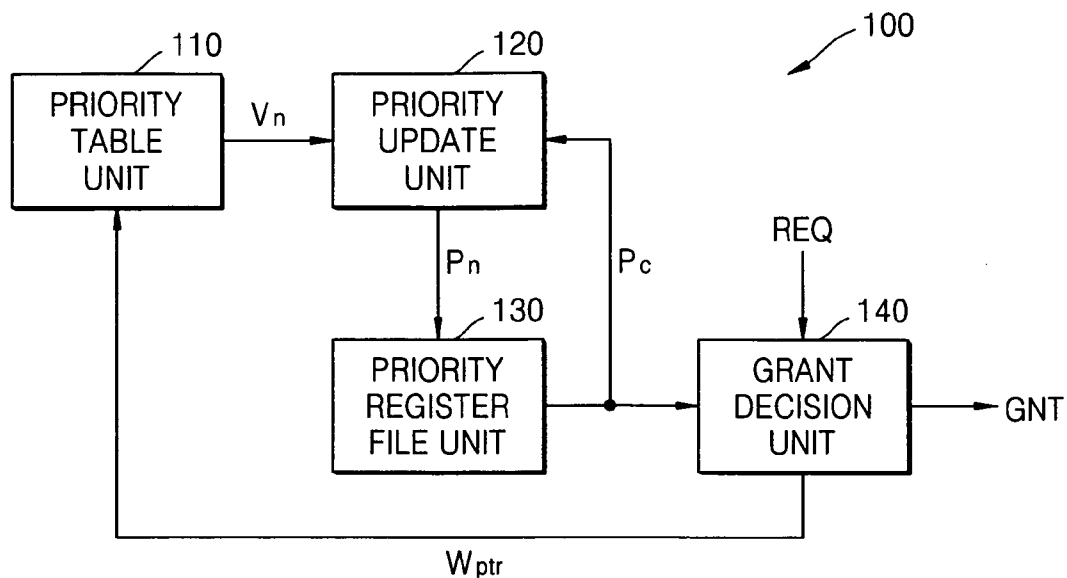 100
110
PRIORITY
TABLE
UNIT
Vn
120
PRIORITY
UPDATE
UNIT
Pn
Pc
REQ
130
PRIORITY
REGISTER
FILE UNIT
140
GRANT
DECISION
UNIT
GNT
Wptr